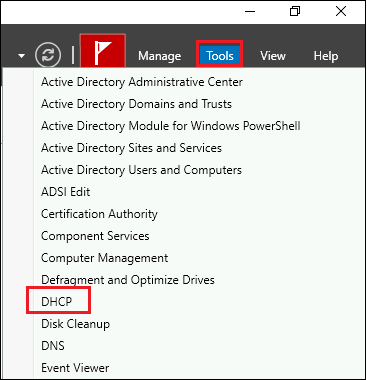 Manage Tools View Help
Active Directory Administrative Center
Active Directory Domains and Trusts
Active Directory Module for Windows PowerShell
Active Directory Sites and Services
Active Directory Users and Computers
ADSI Edit
Certification Authority
Component Services
Computer Management
Defragment and Optimize Drives
DHCP
Disk Cleanup
DNS
Event Viewer